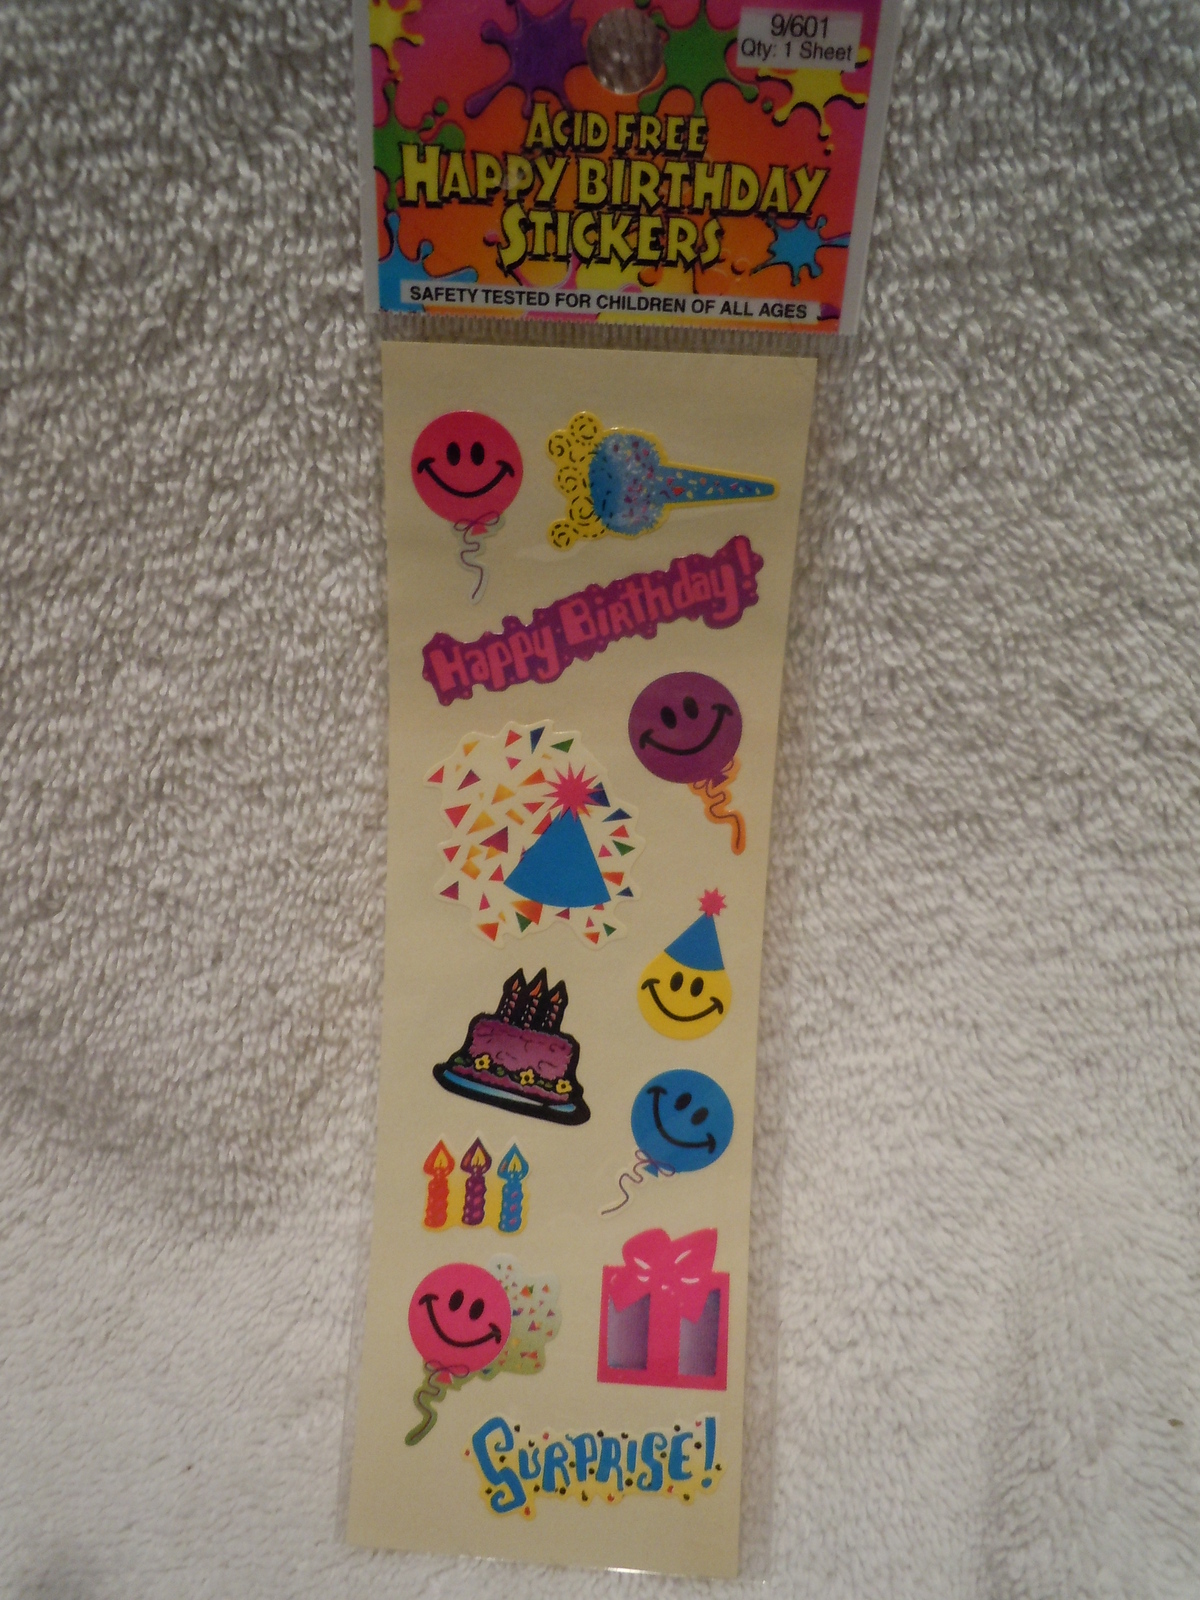 9/601
Qty: 1 Sheet
ACID FREE
HAPPY BIRTHDAY
STICKERS
SAFETY TESTED FOR CHILDREN OF ALL AGES
Happy Birthday!
SURPRISE!